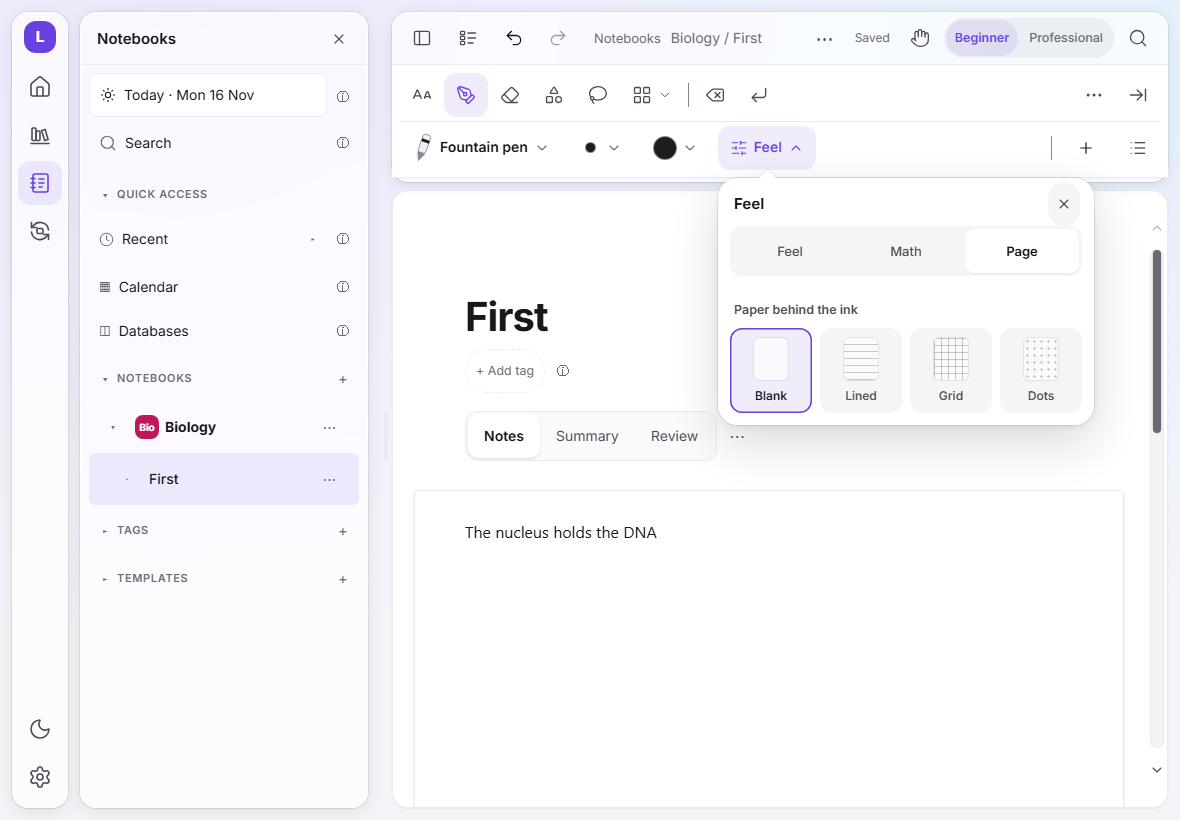 L
Notebooks
Today · Mon 16 Nov
Search
QUICK ACCESS
Recent
Calendar
Databases
NOTEBOOKS
Bio Biology
First
TAGS
TEMPLATES
Notebooks Biology / First
Saved
Beginner Professional
AA
Fountain pen
Feel
Feel
Feel Math Page
Paper behind the ink
Blank Lined Grid Dots
First
+ Add tag
Notes Summary Review
The nucleus holds the DNA